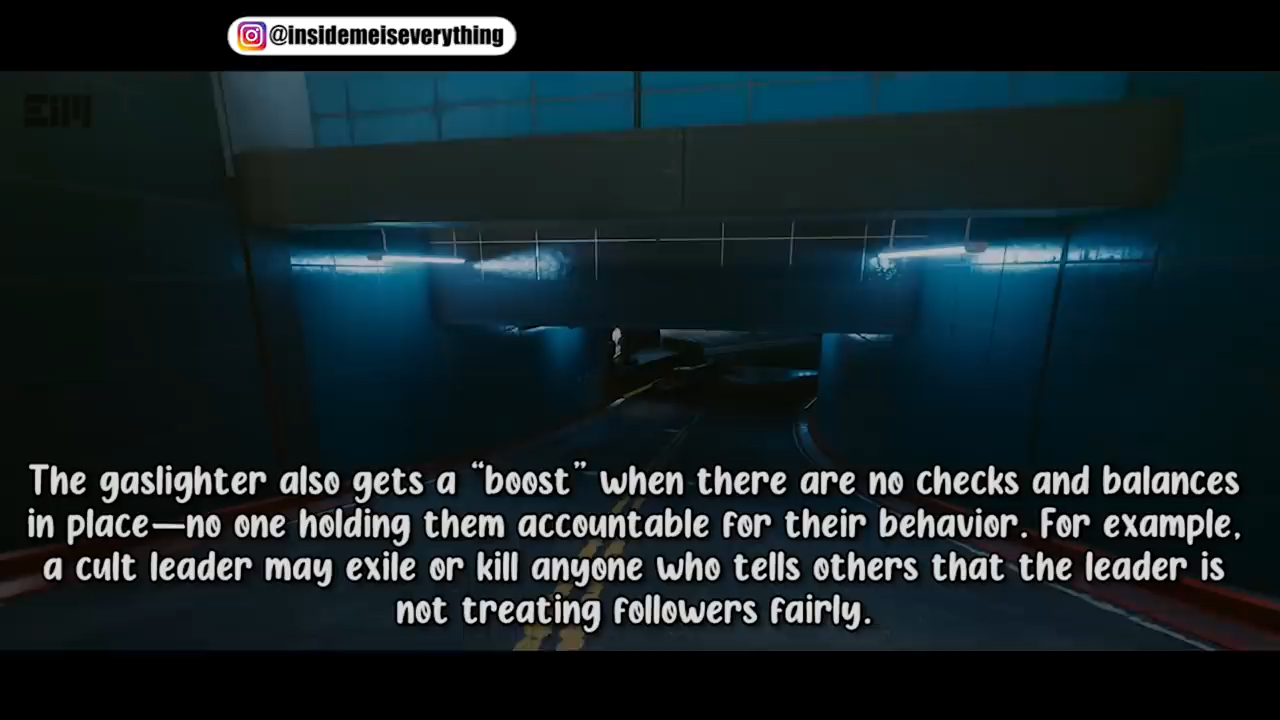 @insidemeiseverything
EIM
The gaslighter also gets a “boost” when there are no checks and balances
in place—no one holding them accountable for their behavior. For example,
a cult leader may exile or kill anyone who tells others that the leader is
not treating followers fairly.